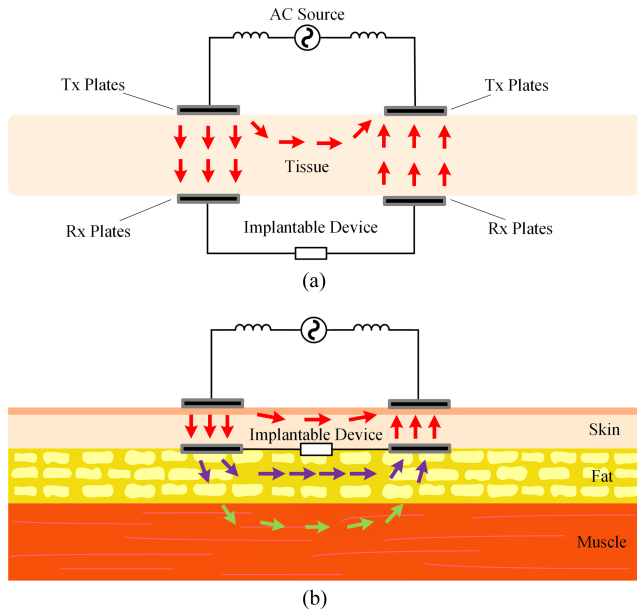 AC Source
Tx Plates
Tx Plates
Tissue
Rx Plates
Implantable Device
Rx Plates
(a)
Implantable Device
Skin
Fat
Muscle
(b)